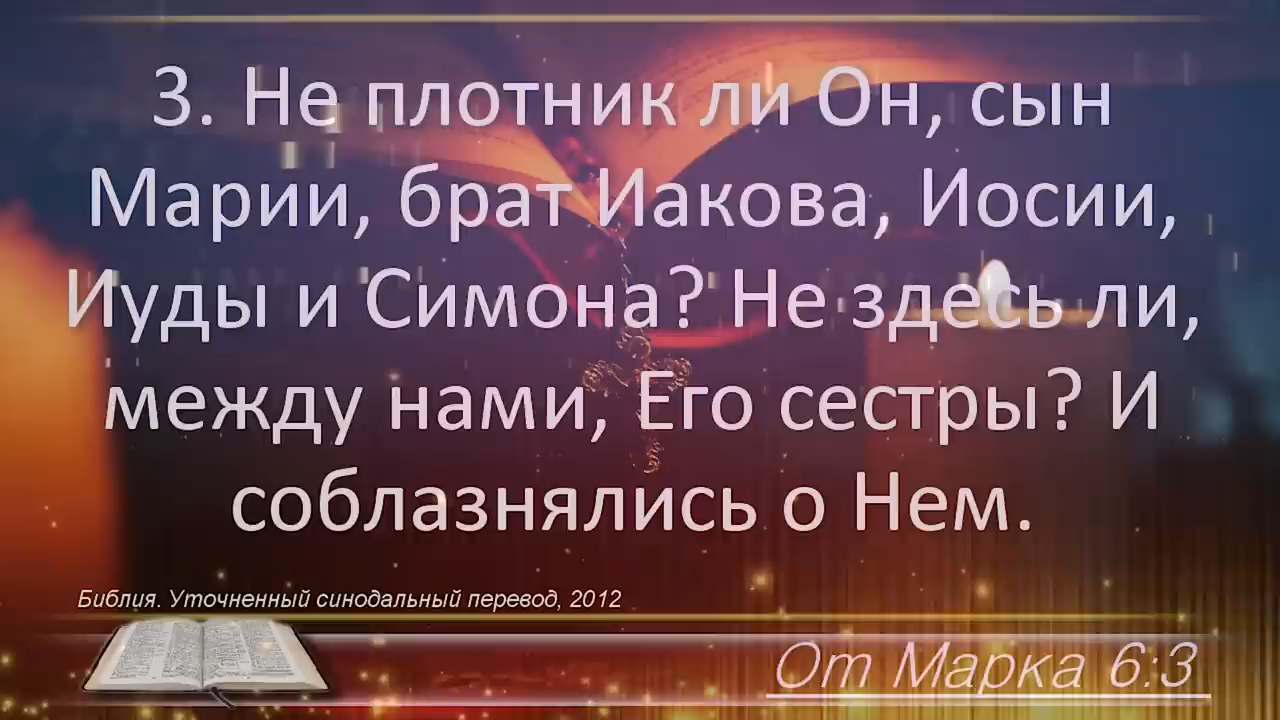 3. Не плотник ли Он, сын
Марии, брат Иакова, Иосии,
Иуды и Симона? Не здесь ли,
между нами, Его сестры? И
соблазнялись о Нем.
Библия. Уточненный синодальный перевод, 2012
От Марка 6:3